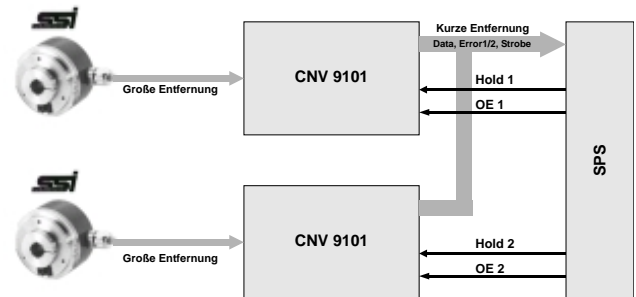 SSI
Große Entfernung
CNV 9101
Kurze Entfernung
Data, Error1/2, Strobe
Hold 1
OE 1
SPS
SSI
Große Entfernung
CNV 9101
Hold 2
OE 2